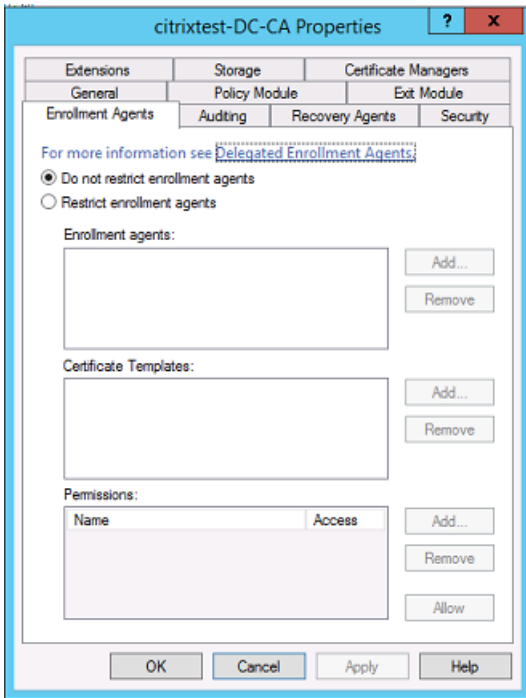 citrixtest-DC-CA Properties
?
x
Extensions
Storage
Certificate Managers
General
Policy Module
Exit Module
Enrollment Agents
Auditing
Recovery Agents
Security
For more information see Delegated Enrollment Agents.
Do not restrict enrollment agents
Restrict enrollment agents
Enrollment agents:
Add...
Remove
Certificate Templates:
Add...
Remove
Permissions:
Name
Access
Add...
Remove
Allow
OK
Cancel
Apply
Help